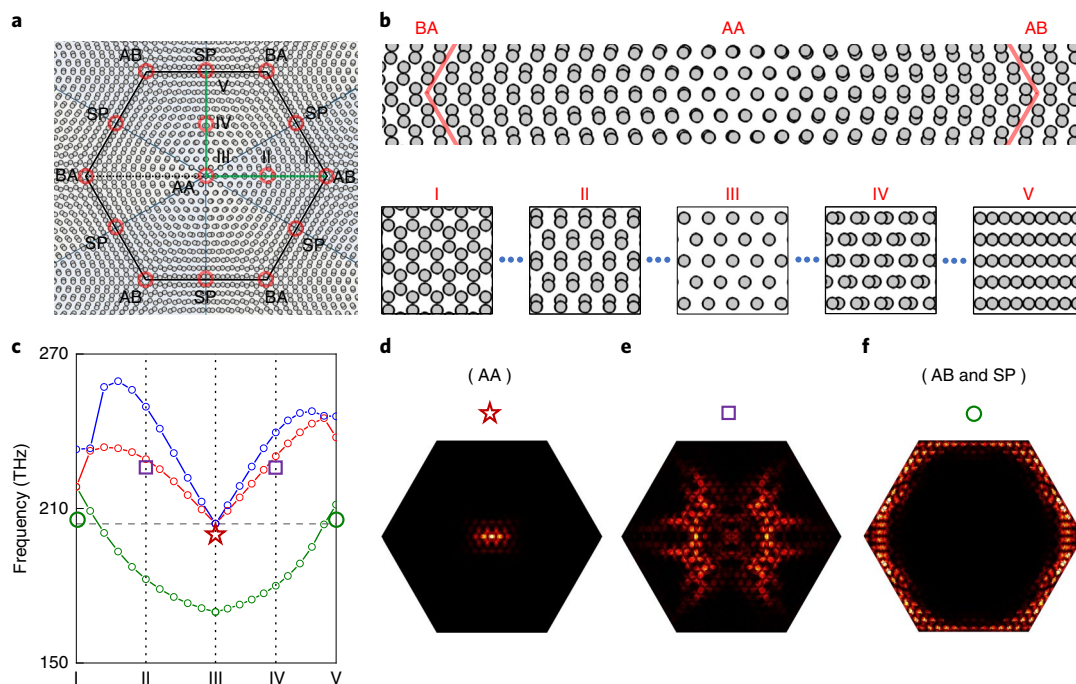 a
AB SP BA
V
SP IV SP
III II I
BA AA AB
SP SP
AB SP BA
b
BA AA AB
I II III IV V
c
270
210
150
Frequency (THz)
I II III IV V
d
( AA )
e
f
( AB and SP )